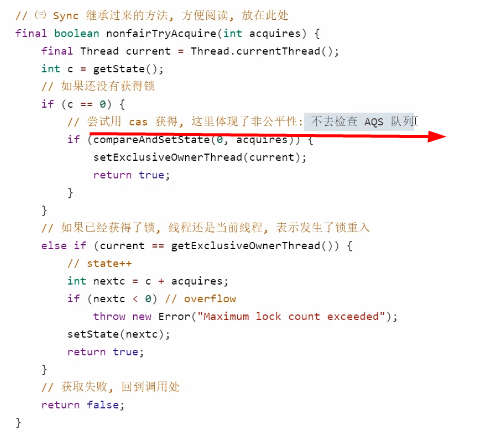 // ㈢ Sync 继承过来的方法, 方便阅读, 放在此处
final boolean nonfairTryAcquire(int acquires) {
    final Thread current = Thread.currentThread();
    int c = getState();
    // 如果还没有获得锁
    if (c == 0) {
        // 尝试用 cas 获得, 这里体现了非公平性: 不去检查 AQS 队列
        if (compareAndSetState(0, acquires)) {
            setExclusiveOwnerThread(current);
            return true;
        }
    }
    // 如果已经获得了锁, 线程还是当前线程, 表示发生了锁重入
    else if (current == getExclusiveOwnerThread()) {
        // state++
        int nextc = c + acquires;
        if (nextc < 0) // overflow
            throw new Error("Maximum lock count exceeded");
        setState(nextc);
        return true;
    }
    // 获取失败, 回到调用处
    return false;
}